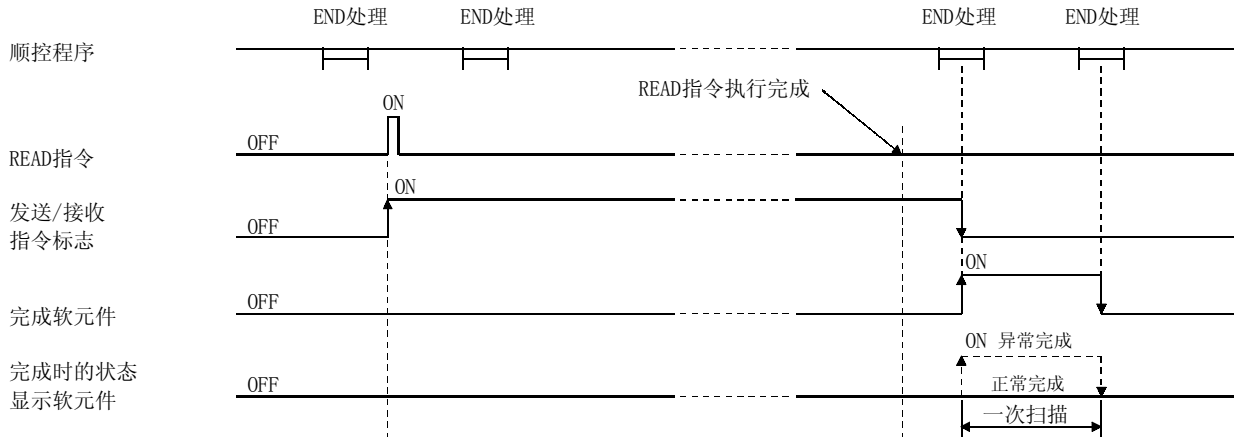 END处理 END处理 END处理 END处理
顺控程序
READ指令执行完成
ON
OFF
READ指令
ON
发送/接收
指令标志
OFF
ON
OFF
完成软元件
ON 异常完成
完成时的状态
显示软元件
OFF
正常完成
一次扫描